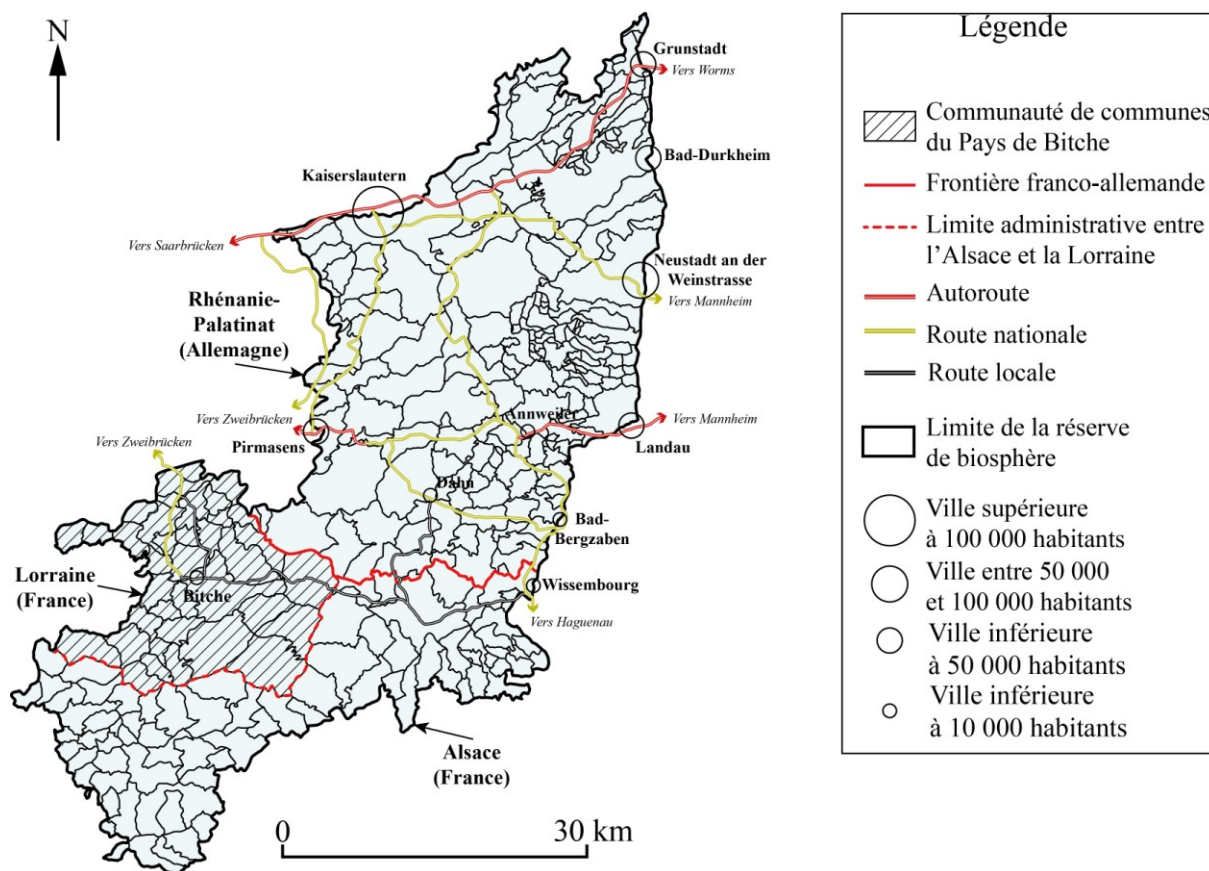 N
Grunstadt
Vers Worms
Bad-Durkheim
Kaiserslautern
Vers Saarbrücken
Neustadt an der
Weinstrasse
Vers Mannheim
Rhénanie-
Palatinat
(Allemagne)
Vers Zweibrücken
Annweiler
Vers Mannheim
Pirmasens
Landau
Vers Zweibrücken
Dahn
Bad-
Bergzaben
Lorraine
(France)
Bitche
Wissembourg
Vers Haguenau
Alsace
(France)
0
30 km
Légende
Communauté de communes
du Pays de Bitche
Frontière franco-allemande
Limite administrative entre
l'Alsace et la Lorraine
Autoroute
Route nationale
Route locale
Limite de la réserve
de biosphère
Ville supérieure
à 100 000 habitants
Ville entre 50 000
et 100 000 habitants
Ville inférieure
à 50 000 habitants
Ville inférieure
à 10 000 habitants